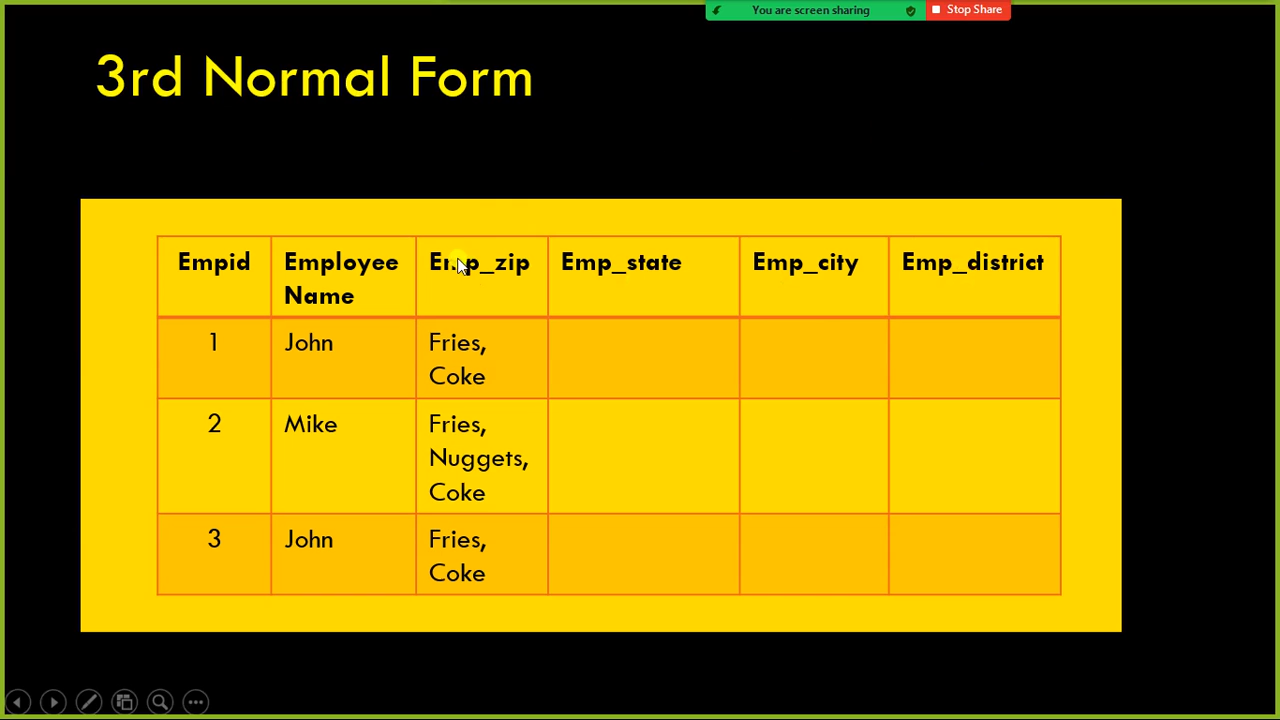 You are screen sharing
Stop Share
3rd Normal Form
Empid Employee Name Emp_zip Emp_state Emp_city Emp_district
1 John Fries, Coke
2 Mike Fries, Nuggets, Coke
3 John Fries, Coke